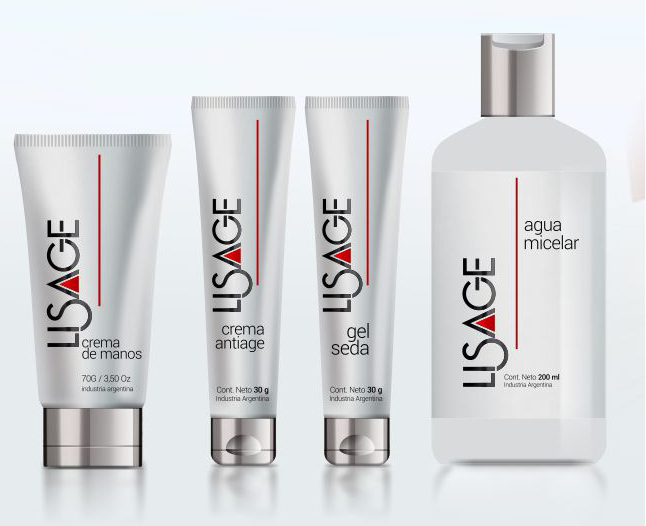 LISAGE
crema
de manos
70G / 3,50 Oz
industria argentina
LISAGE
crema
antiage
Cont. Neto 30 g
Industria Argentina
LISAGE
gel
seda
Cont. Neto 30 g
Industria Argentina
LISAGE
agua
micelar
Cont. Neto 200 ml
Industria Argentina